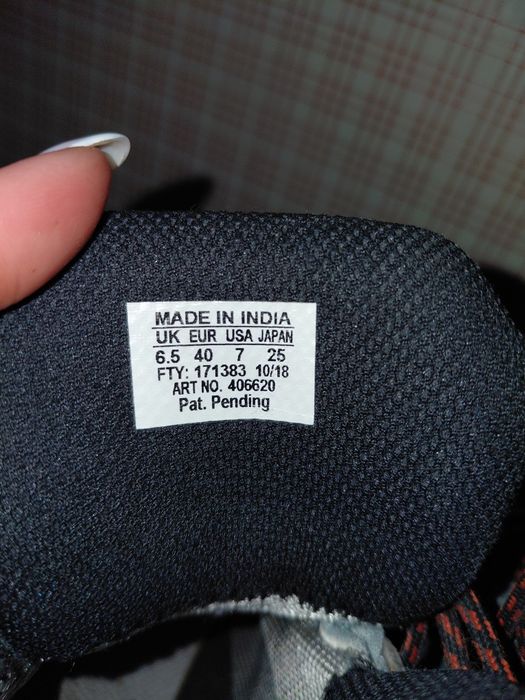 MADE IN INDIA
UK EUR USA JAPAN
6.5 40 7 25
FTY: 171383 10/18
ART NO. 406620
Pat. Pending